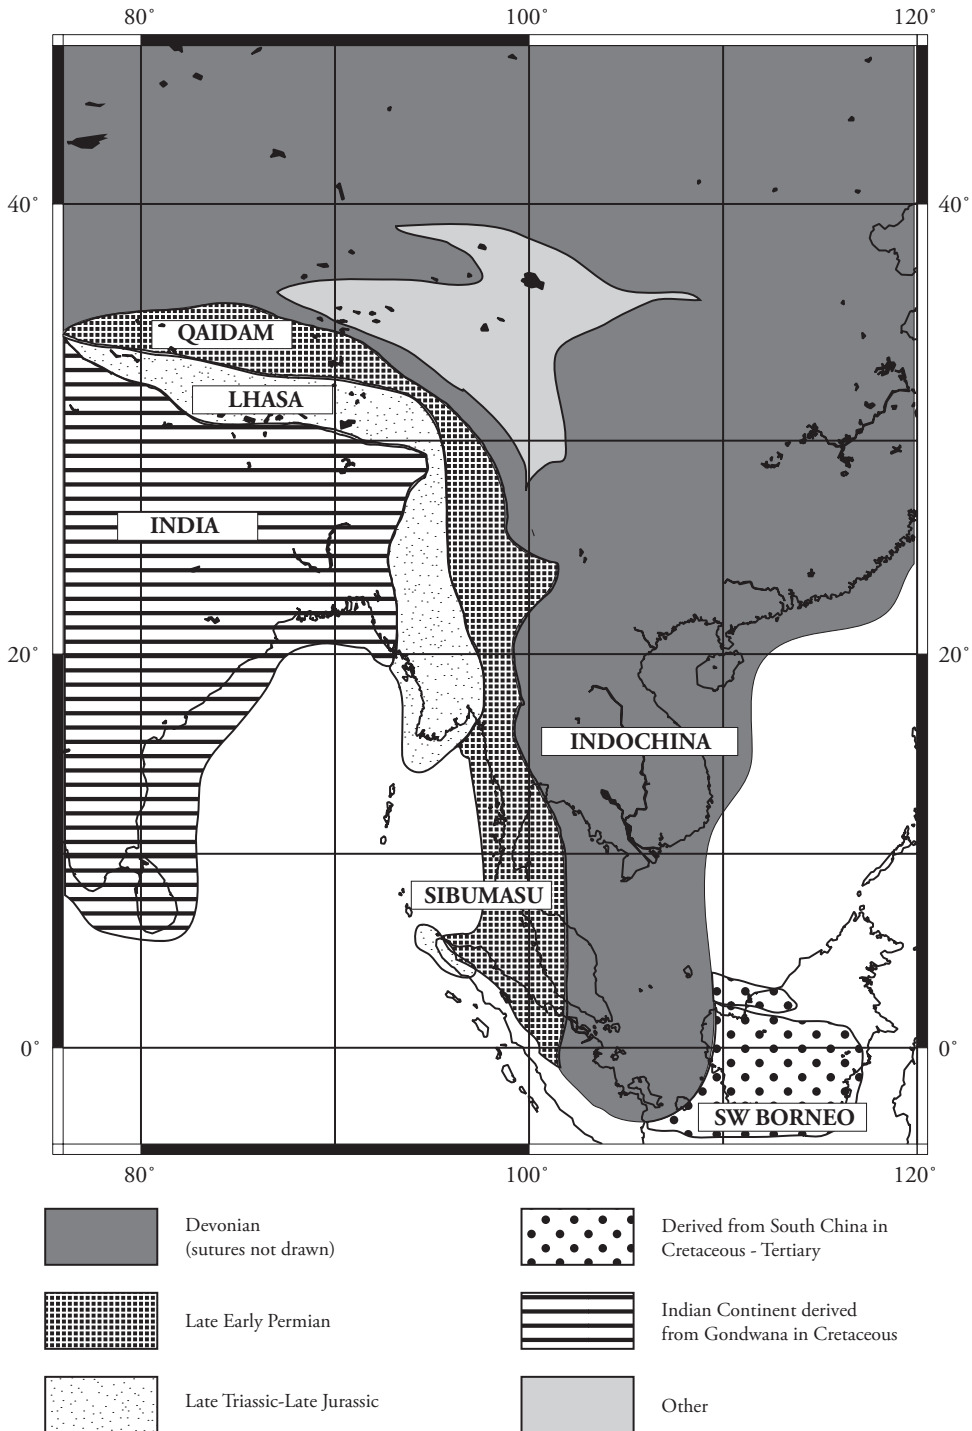 80˚ 100˚ 120˚
40˚ 40˚
QAIDAM
LHASA
INDIA
20˚ 20˚
INDOCHINA
SIBUMASU
0˚ 0˚
SW BORNEO
80˚ 100˚ 120˚
Devonian
(sutures not drawn)
Late Early Permian
Late Triassic-Late Jurassic
Derived from South China in
Cretaceous - Tertiary
Indian Continent derived
from Gondwana in Cretaceous
Other